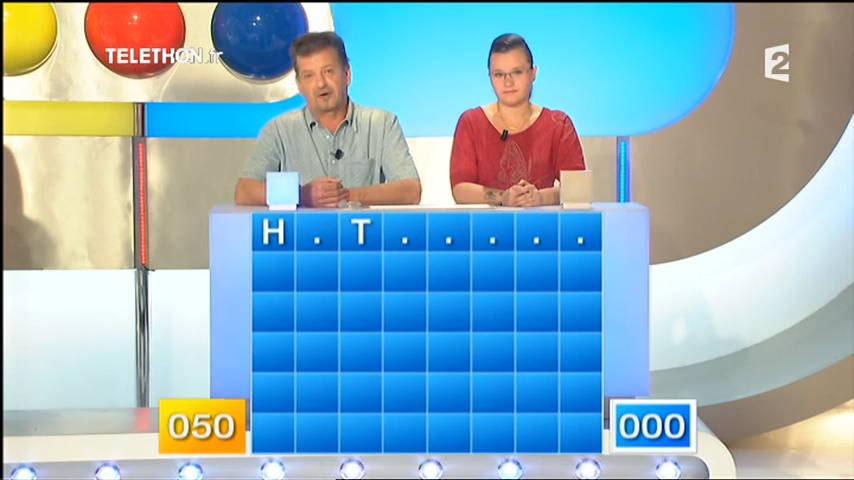 TELETHON.fr
2
H . T . . . . .
050
000